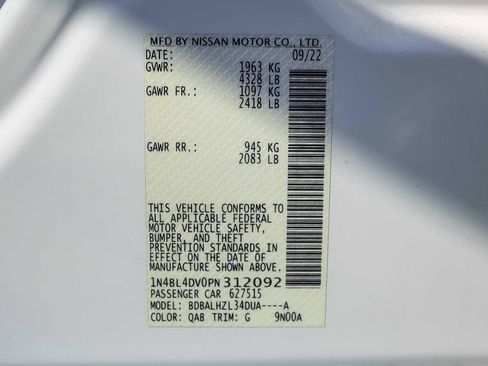 MFD BY NISSAN MOTOR CO., LTD.
DATE: 09/22
GVWR: 1963 KG
4328 LB
GAWR FR.: 1097 KG
2418 LB
GAWR RR.: 945 KG
2083 LB
THIS VEHICLE CONFORMS TO
ALL APPLICABLE FEDERAL
MOTOR VEHICLE SAFETY,
BUMPER, AND THEFT
PREVENTION STANDARDS IN
EFFECT ON THE DATE OF
MANUFACTURE SHOWN ABOVE.
1N4BL4DV0PN312092
PASSENGER CAR 627515
MODEL: BDBALHZL34DUA----A
COLOR: QAB TRIM: G 9N00A